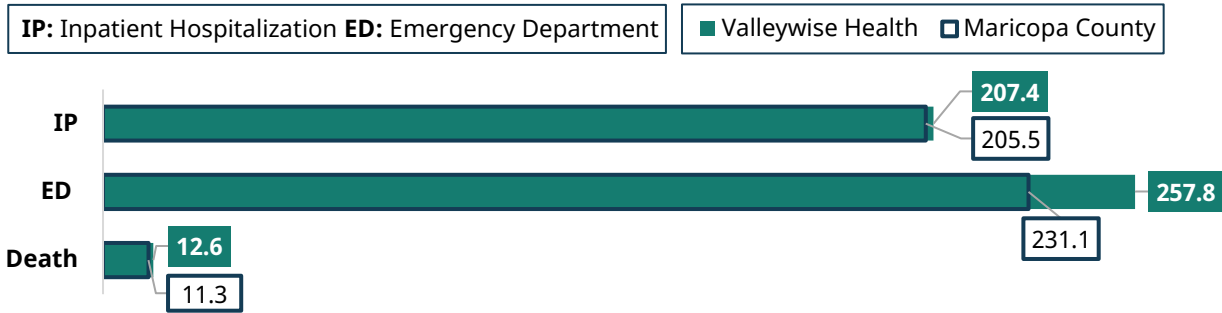 IP: Inpatient Hospitalization ED: Emergency Department
Valleywise Health
Maricopa County
IP
207.4
205.5
ED
257.8
231.1
Death
12.6
11.3